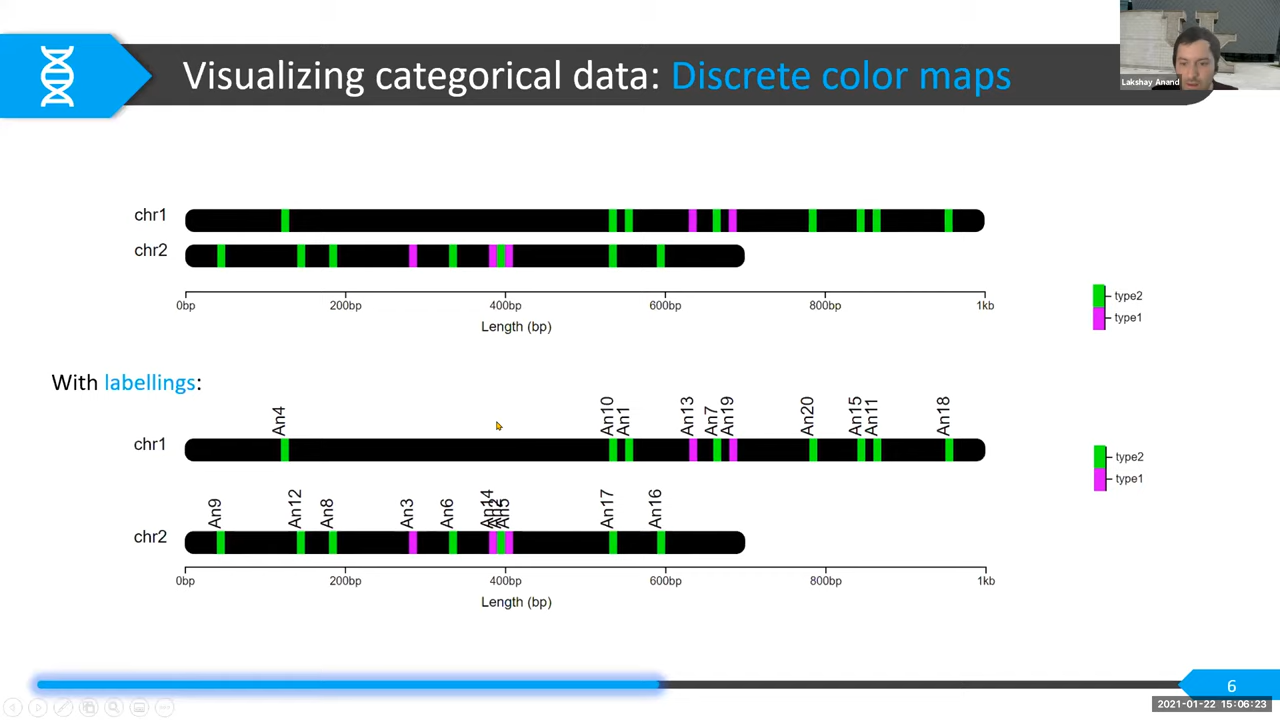 Visualizing categorical data: Discrete color maps
Lakshay Anand
chr1
chr2
0bp 200bp 400bp 600bp 800bp 1kb
Length (bp)
type2
type1
With labellings:
An4 An10 An1 An13 An7 An19 An20 An15 An11 An18
chr1
type2
type1
An9 An12 An8 An3 An6 An14 An5 An17 An16
chr2
0bp 200bp 400bp 600bp 800bp 1kb
Length (bp)
6
2021-01-22 15:06:23